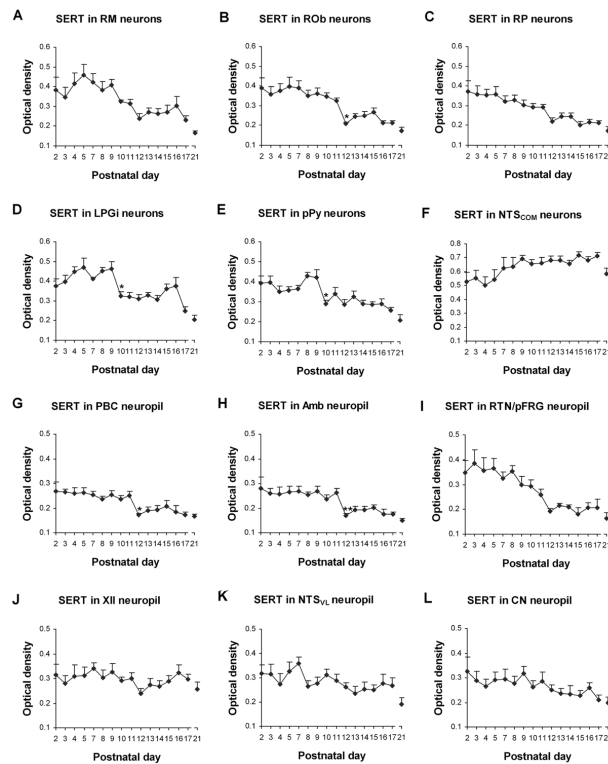 A SERT in RM neurons
Optical density
0.6
0.5
0.4
0.3
0.2
0.1
2 3 4 5 7 8 9 10 11 12 13 14 15 16 17 21
Postnatal day
B SERT in ROb neurons
Optical density
0.6
0.5
0.4
0.3
0.2
0.1
*
2 3 4 5 7 8 9 10 11 12 13 14 15 16 17 21
Postnatal day
C SERT in RP neurons
Optical density
0.6
0.5
0.4
0.3
0.2
0.1
2 3 4 5 7 8 9 10 11 12 13 14 15 16 17 21
Postnatal day
D SERT in LPGi neurons
Optical density
0.6
0.5
0.4
0.3
0.2
0.1
*
2 3 4 5 7 8 9 10 11 12 13 14 15 16 17 21
Postnatal day
E SERT in pPy neurons
Optical density
0.6
0.5
0.4
0.3
0.2
0.1
*
2 3 4 5 7 8 9 10 11 12 13 14 15 16 17 21
Postnatal day
F SERT in NTSCOM neurons
Optical density
0.8
0.7
0.6
0.5
0.4
0.3
0.2
0.1
2 3 4 5 7 8 9 10 11 12 13 14 15 16 17 21
Postnatal day
G SERT in PBC neuropil
Optical density
0.5
0.4
0.3
0.2
0.1
*
2 3 4 5 7 8 9 10 11 12 13 14 15 16 17 21
Postnatal day
H SERT in Amb neuropil
Optical density
0.5
0.4
0.3
0.2
0.1
**
2 3 4 5 7 8 9 10 11 12 13 14 15 16 17 21
Postnatal day
I SERT in RTN/pFRG neuropil
Optical density
0.5
0.4
0.3
0.2
0.1
2 3 4 5 7 8 9 10 11 12 13 14 15 16 17 21
Postnatal day
J SERT in XII neuropil
Optical density
0.5
0.4
0.3
0.2
0.1
2 3 4 5 7 8 9 10 11 12 13 14 15 16 17 21
Postnatal day
K SERT in NTSVL neuropil
Optical density
0.5
0.4
0.3
0.2
0.1
2 3 4 5 7 8 9 10 11 12 13 14 15 16 17 21
Postnatal day
L SERT in CN neuropil
Optical density
0.5
0.4
0.3
0.2
0.1
2 3 4 5 7 8 9 10 11 12 13 14 15 16 17 21
Postnatal day